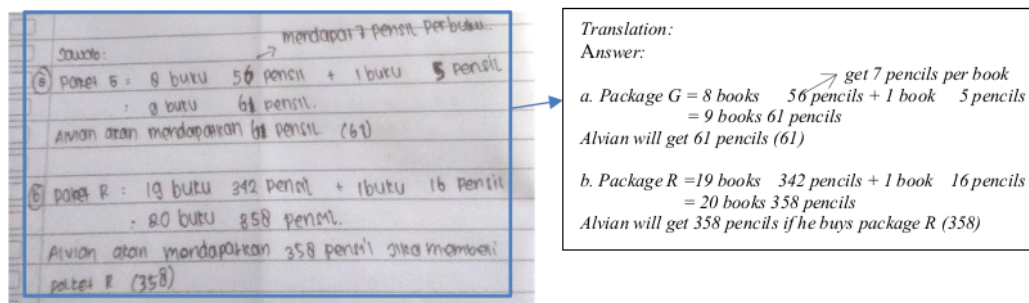 mendapat 7 pensil perbuku.
Jawab:
(a) Paket G = 8 buku 56 pensil + 1 buku 5 pensil
: 9 buku 61 pensil.
Alvian akan mendapatkan 61 pensil (61)
(b) paket R : 19 buku 342 pensil + 1 buku 16 pensil
: 20 buku 358 pensil.
Alvian akan mendapatkan 358 pensil jika membeli
paket R (358)
Translation:
Answer:
get 7 pencils per book
a. Package G = 8 books 56 pencils + 1 book 5 pencils
= 9 books 61 pencils
Alvian will get 61 pencils (61)
b. Package R =19 books 342 pencils + 1 book 16 pencils
= 20 books 358 pencils
Alvian will get 358 pencils if he buys package R (358)